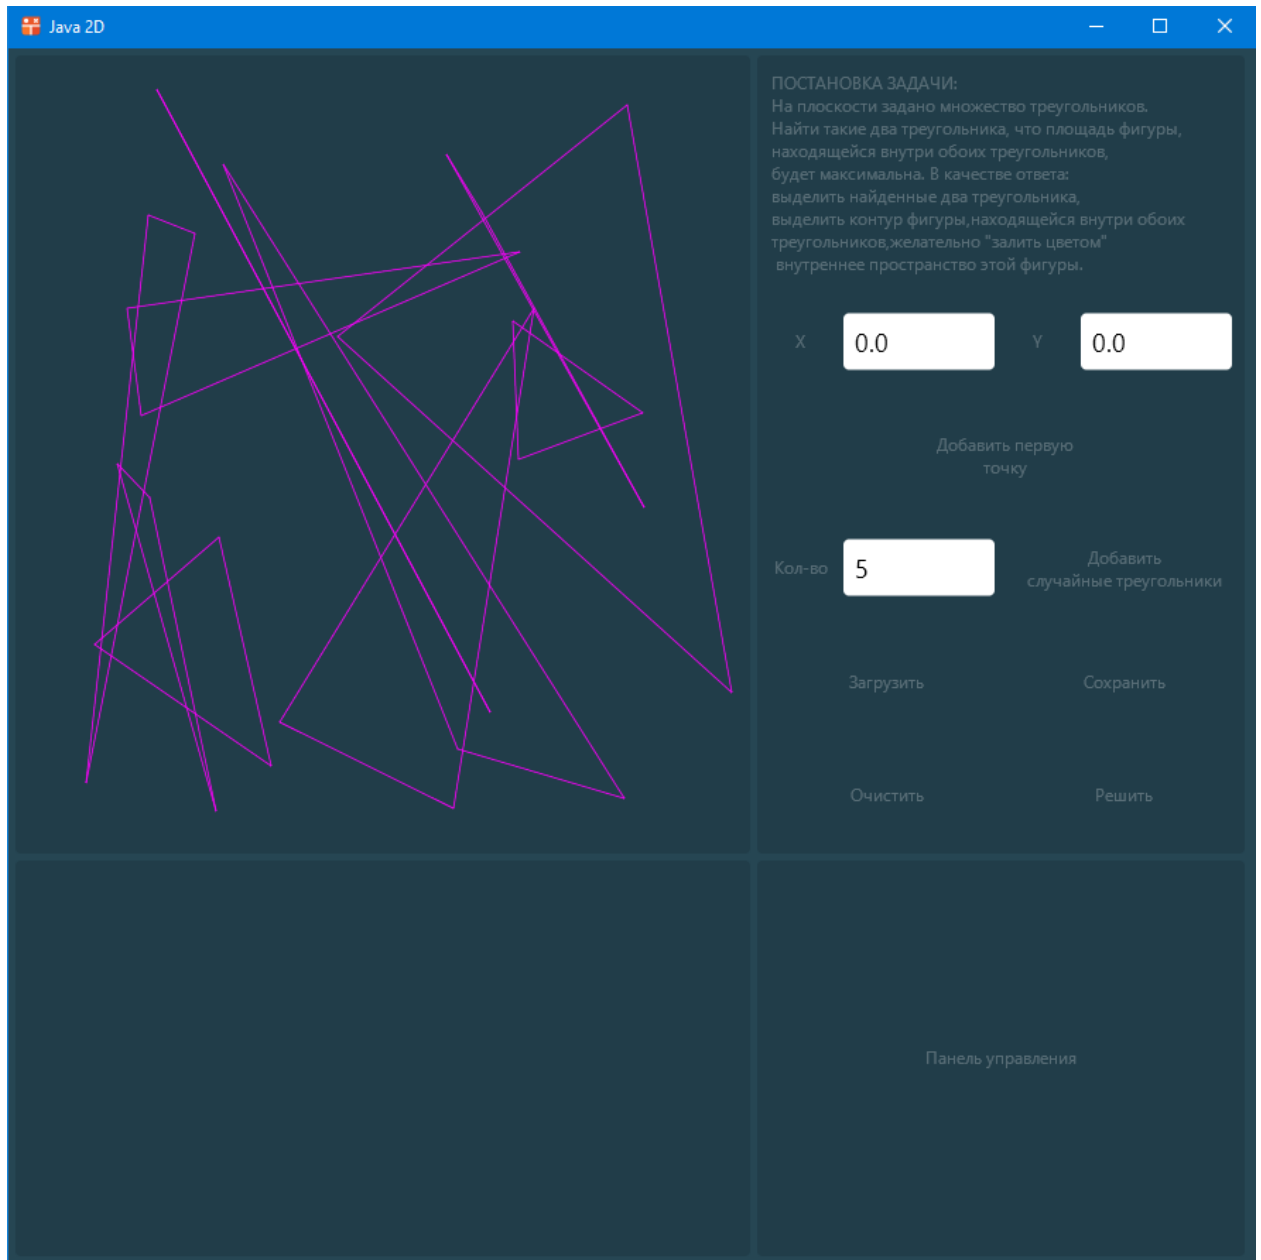 Java 2D
ПОСТАНОВКА ЗАДАЧИ:
На плоскости задано множество треугольников.
Найти такие два треугольника, что площадь фигуры,
находящейся внутри обоих треугольников,
будет максимальна. В качестве ответа:
выделить найденные два треугольника,
выделить контур фигуры,находящейся внутри обоих
треугольников,желательно "залить цветом"
внутреннее пространство этой фигуры.
X 0.0 Y 0.0
Добавить первую
точку
Кол-во 5 Добавить
случайные треугольники
Загрузить Сохранить
Очистить Решить
Панель управления